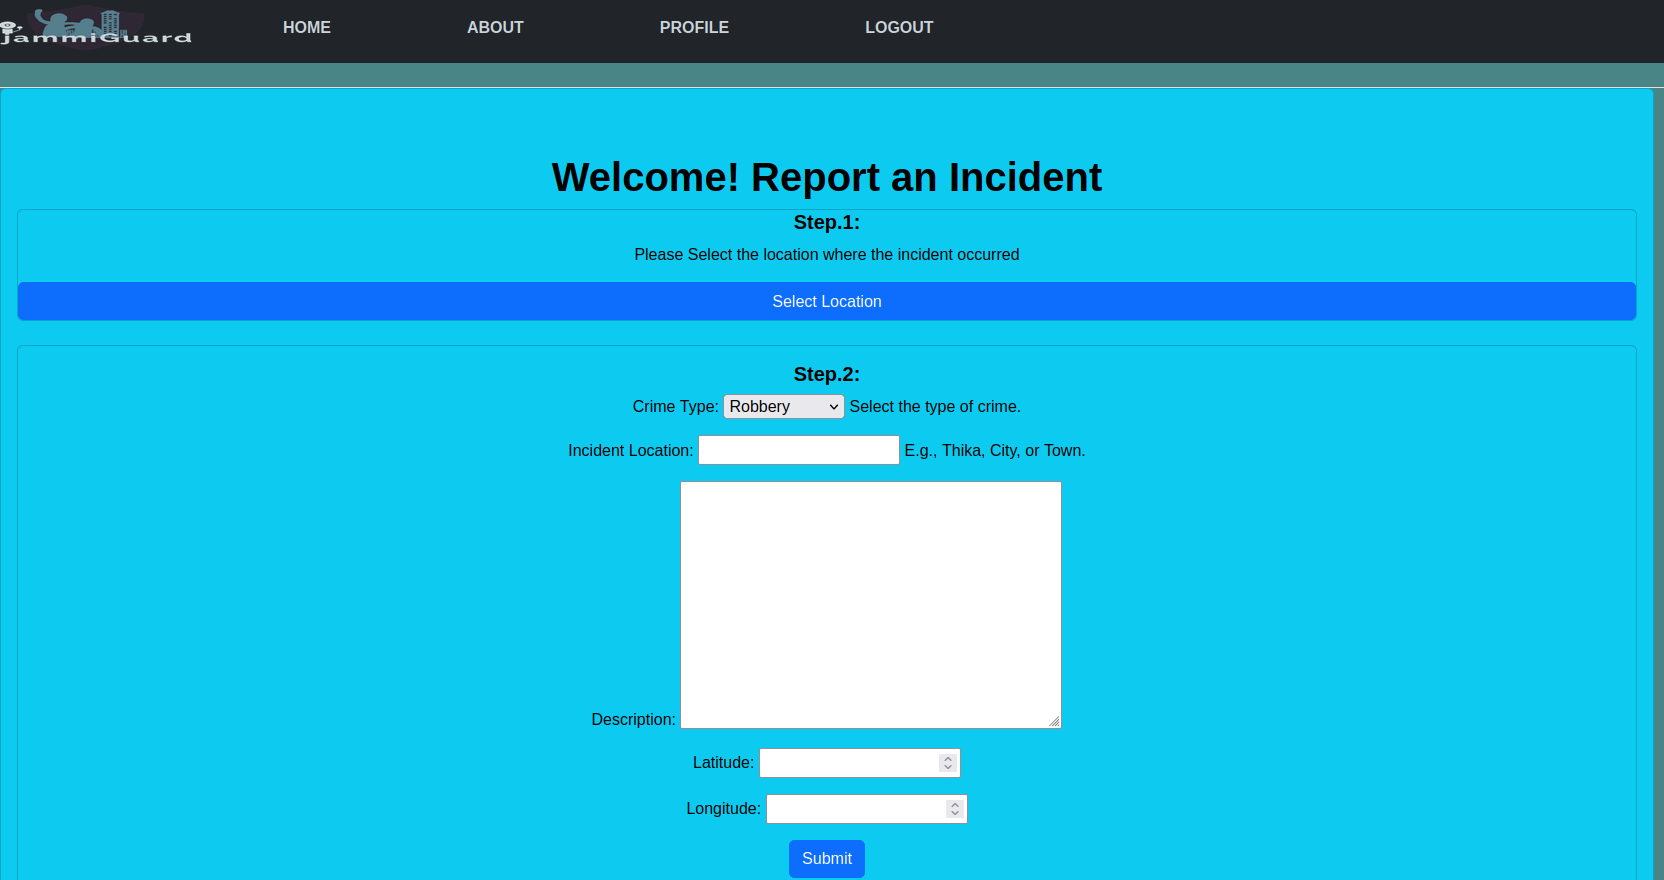 jammiGuard
HOME ABOUT PROFILE LOGOUT
Welcome! Report an Incident
Step.1:
Please Select the location where the incident occurred
Select Location
Step.2:
Crime Type: Robbery Select the type of crime.
Incident Location: E.g., Thika, City, or Town.
Description:
Latitude:
Longitude:
Submit